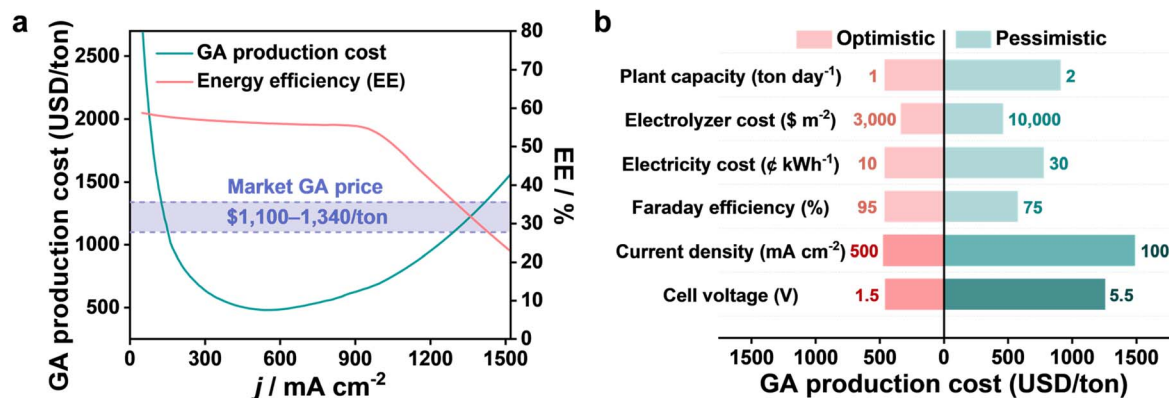 a
GA production cost (USD/ton)
2500
2000
1500
1000
500
GA production cost
Energy efficiency (EE)
Market GA price
$1,100–1,340/ton
80
70
60
50
40
30
20
10
0
EE / %
0 300 600 900 1200 1500
j / mA cm⁻²
b
Optimistic Pessimistic
Plant capacity (ton day⁻¹) 1 2
Electrolyzer cost ($ m⁻²) 3,000 10,000
Electricity cost (¢ kWh⁻¹) 10 30
Faraday efficiency (%) 95 75
Current density (mA cm⁻²) 500 100
Cell voltage (V) 1.5 5.5
1500 1000 500 0 500 1000 1500
GA production cost (USD/ton)